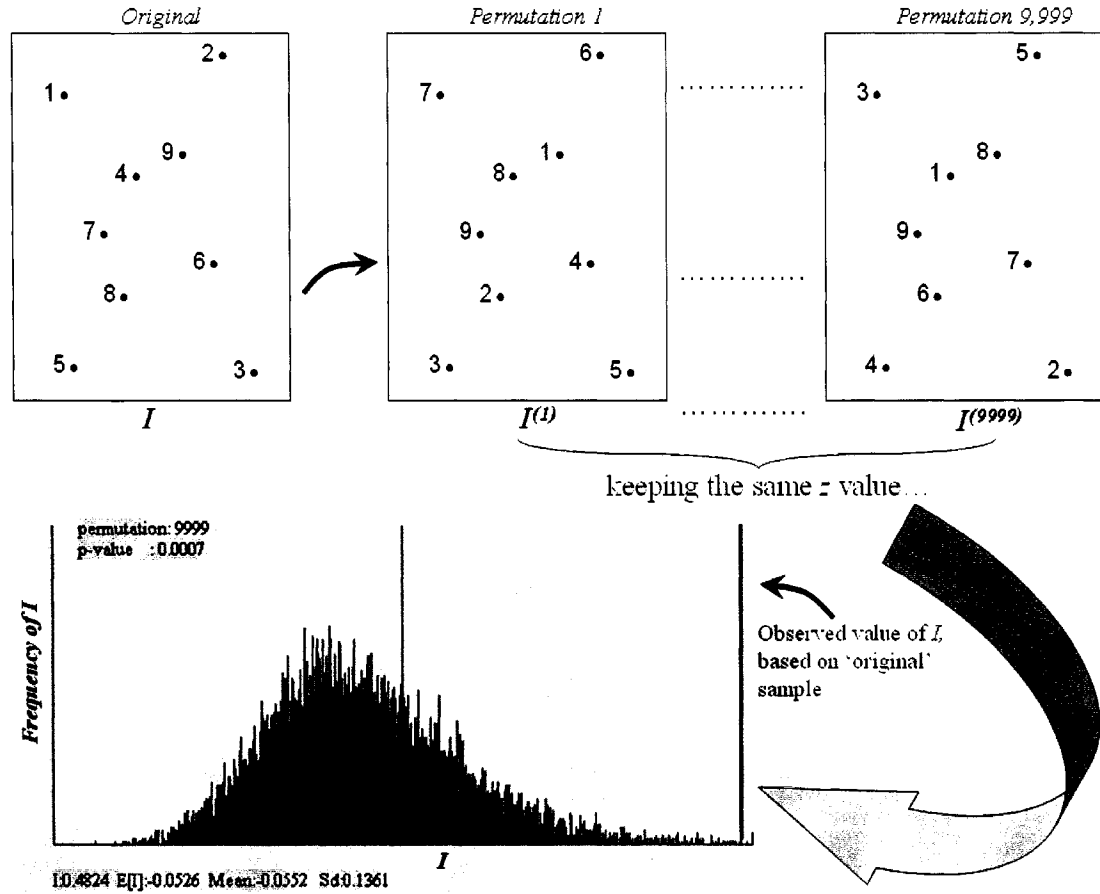 Original
Permutation 1
Permutation 9,999
2
1
9
4
7
6
8
5
3
6
7
1
8
9
4
2
3
5
5
3
8
1
9
7
6
4
2
I
I(1)
I(9999)
keeping the same z value…
permutation: 9999
p-value : 0.0007
Frequency of I
Observed value of I,
based on 'original'
sample
I
I:0.4824 E[I]:-0.0526 Mean:-0.0552 Sd:0.1361